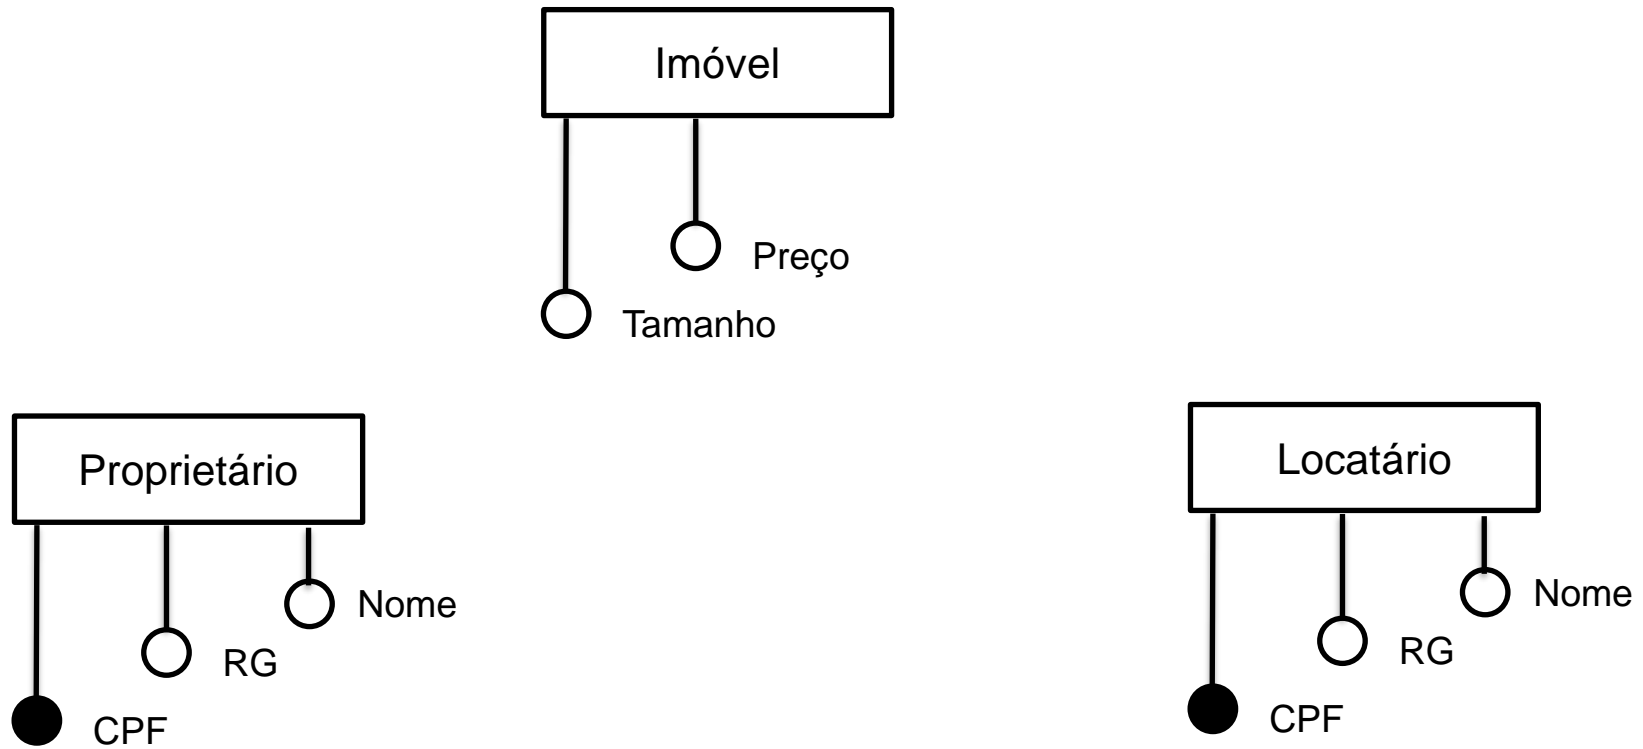 Imóvel
Preço
Tamanho
Proprietário
Nome
RG
CPF
Locatário
Nome
RG
CPF